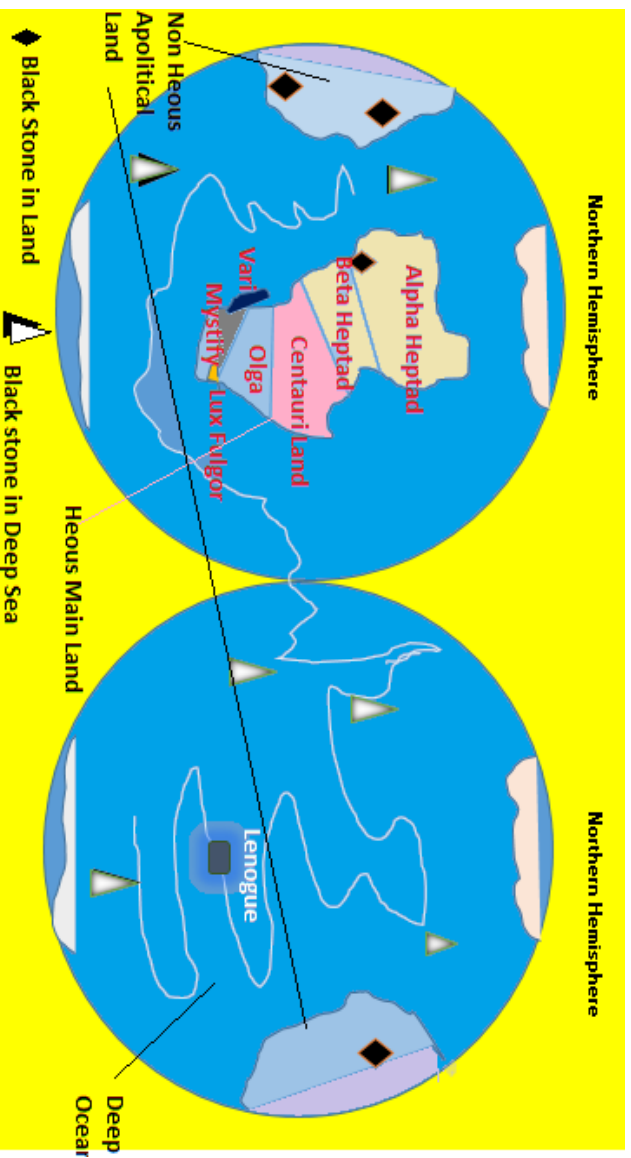 Northern Hemisphere
Northern Hemisphere
Alpha Heptad
Beta Heptad
Centauri Land
Olga
Vari
Mystify
Lux Fulgor
Lenogue
Non Heous
Apolitical
Land
Heous Main Land
Deep
Ocean
Black Stone in Land
Black stone in Deep Sea